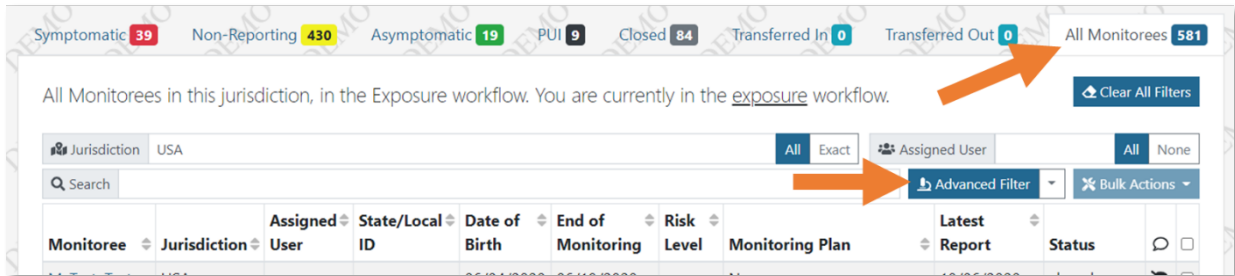 Symptomatic 39 Non-Reporting 430 Asymptomatic 19 PUI 9 Closed 84 Transferred In 0 Transferred Out 0 All Monitorees 581
All Monitorees in this jurisdiction, in the Exposure workflow. You are currently in the exposure workflow.
Clear All Filters
Jurisdiction USA All Exact Assigned User All None
Search Advanced Filter Bulk Actions
Monitoree Jurisdiction Assigned User State/Local ID Date of Birth End of Monitoring Risk Level Monitoring Plan Latest Report Status
DEMO